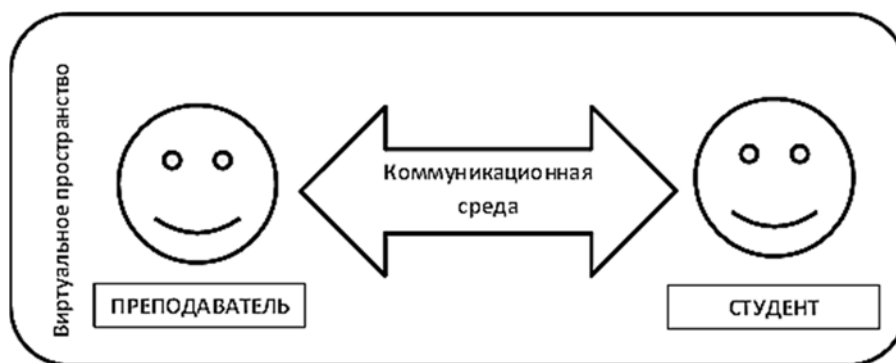 Виртуальное пространство
Коммуникационная
среда
ПРЕПОДАВАТЕЛЬ
СТУДЕНТ